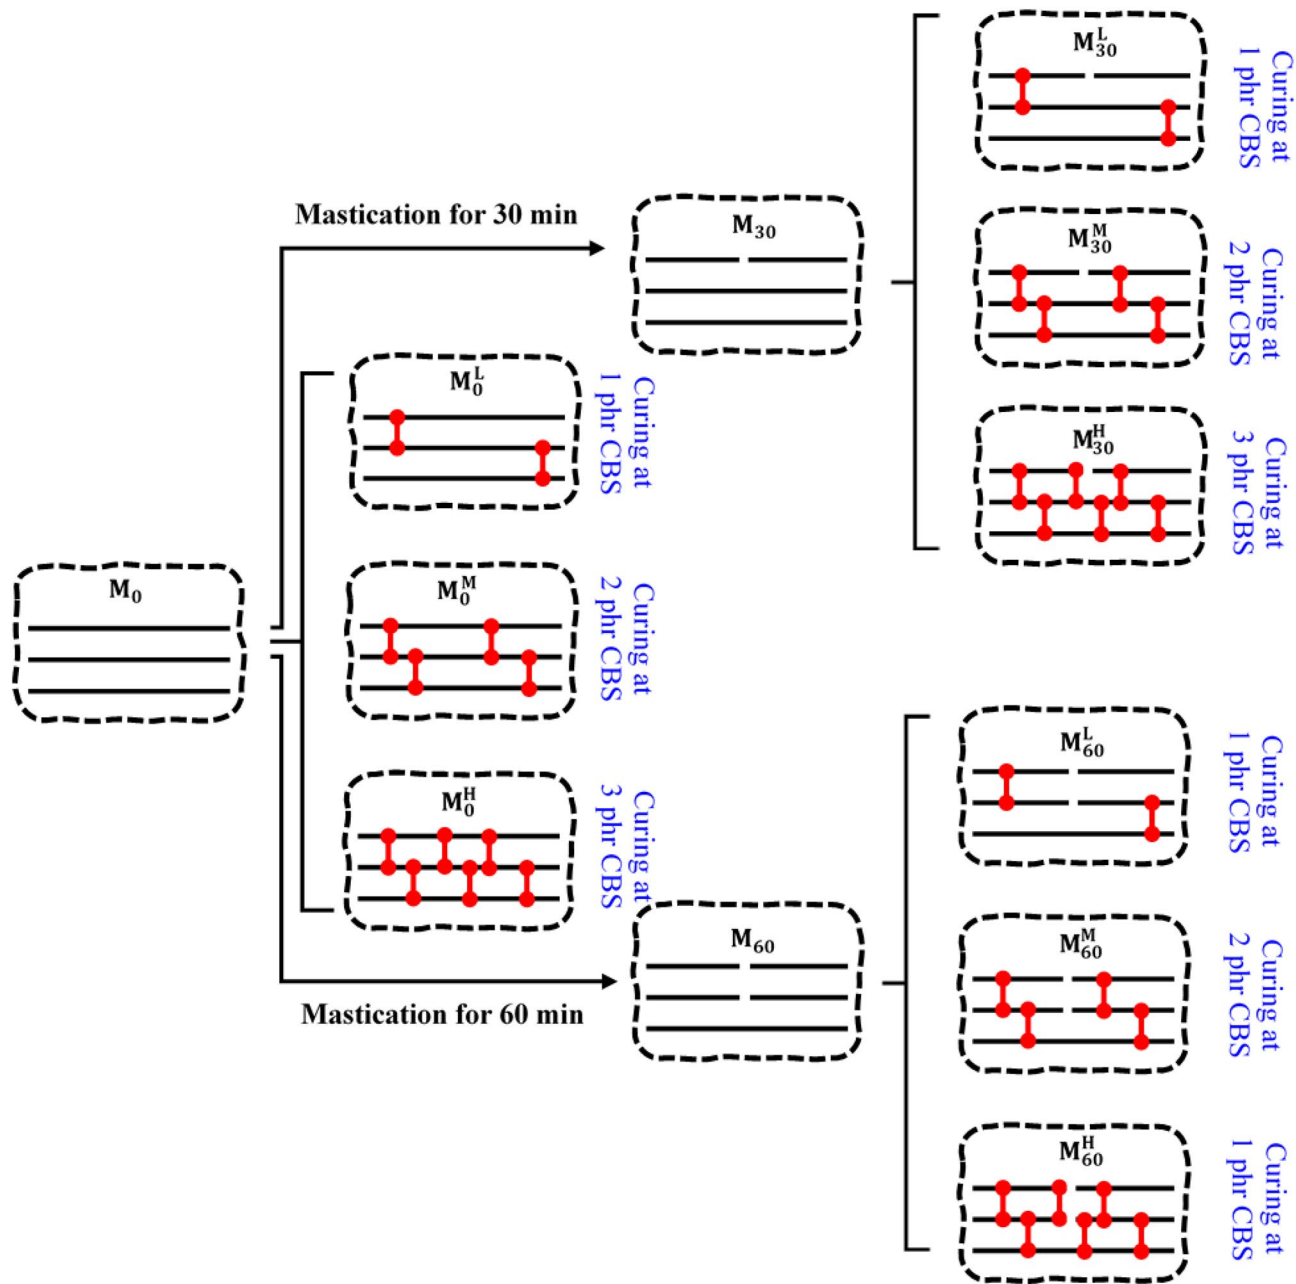 M₀
Mastication for 30 min
M₀ᴸ
Curing at
1 phr CBS
M₀ᴹ
Curing at
2 phr CBS
M₀ᴴ
Curing at
3 phr CBS
Mastication for 60 min
M₃₀
M₃₀ᴸ
Curing at
1 phr CBS
M₃₀ᴹ
Curing at
2 phr CBS
M₃₀ᴴ
Curing at
3 phr CBS
M₆₀
M₆₀ᴸ
Curing at
1 phr CBS
M₆₀ᴹ
Curing at
2 phr CBS
M₆₀ᴴ
Curing at
1 phr CBS